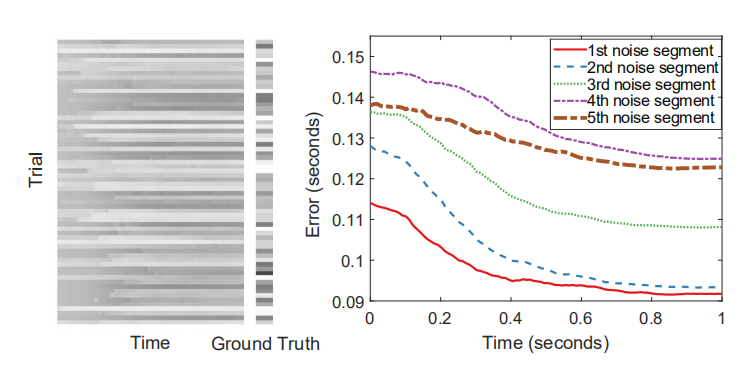 Trial
Time
Ground Truth
Error (seconds)
0.15
0.14
0.13
0.12
0.11
0.1
0.09
0
0.2
0.4
0.6
0.8
1
Time (seconds)
1st noise segment
2nd noise segment
3rd noise segment
4th noise segment
5th noise segment